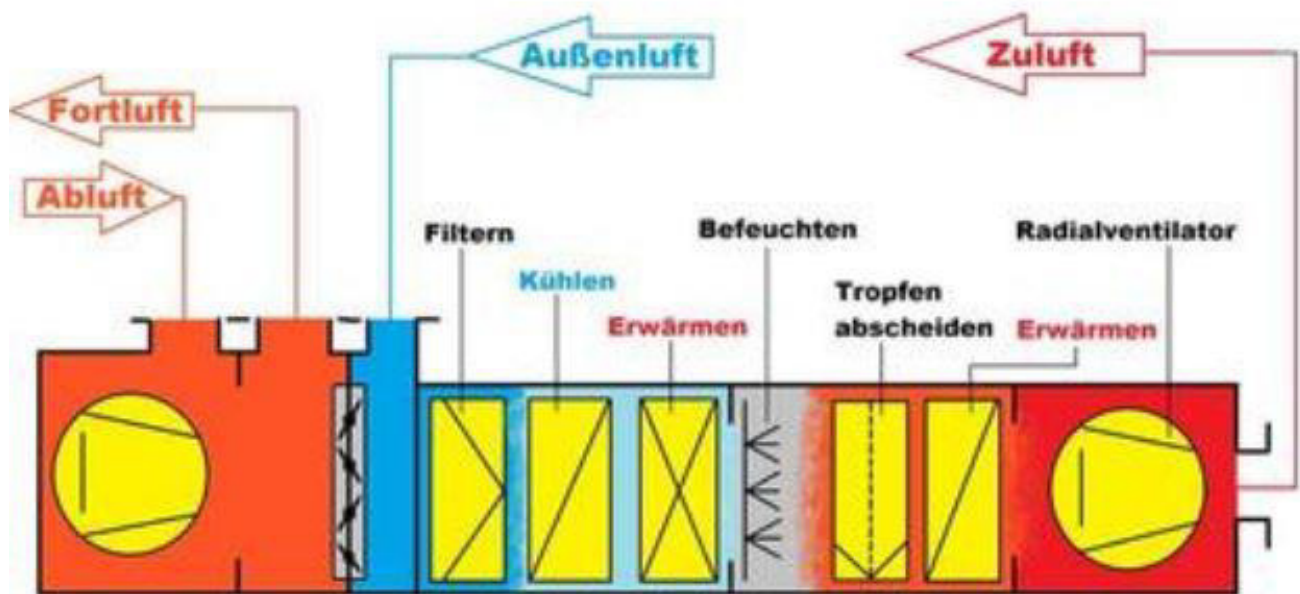 Außenluft
Zuluft
Fortluft
Abluft
Filtern
Befeuchten
Radialventilator
Kühlen
Tropfen
abscheiden
Erwärmen
Erwärmen